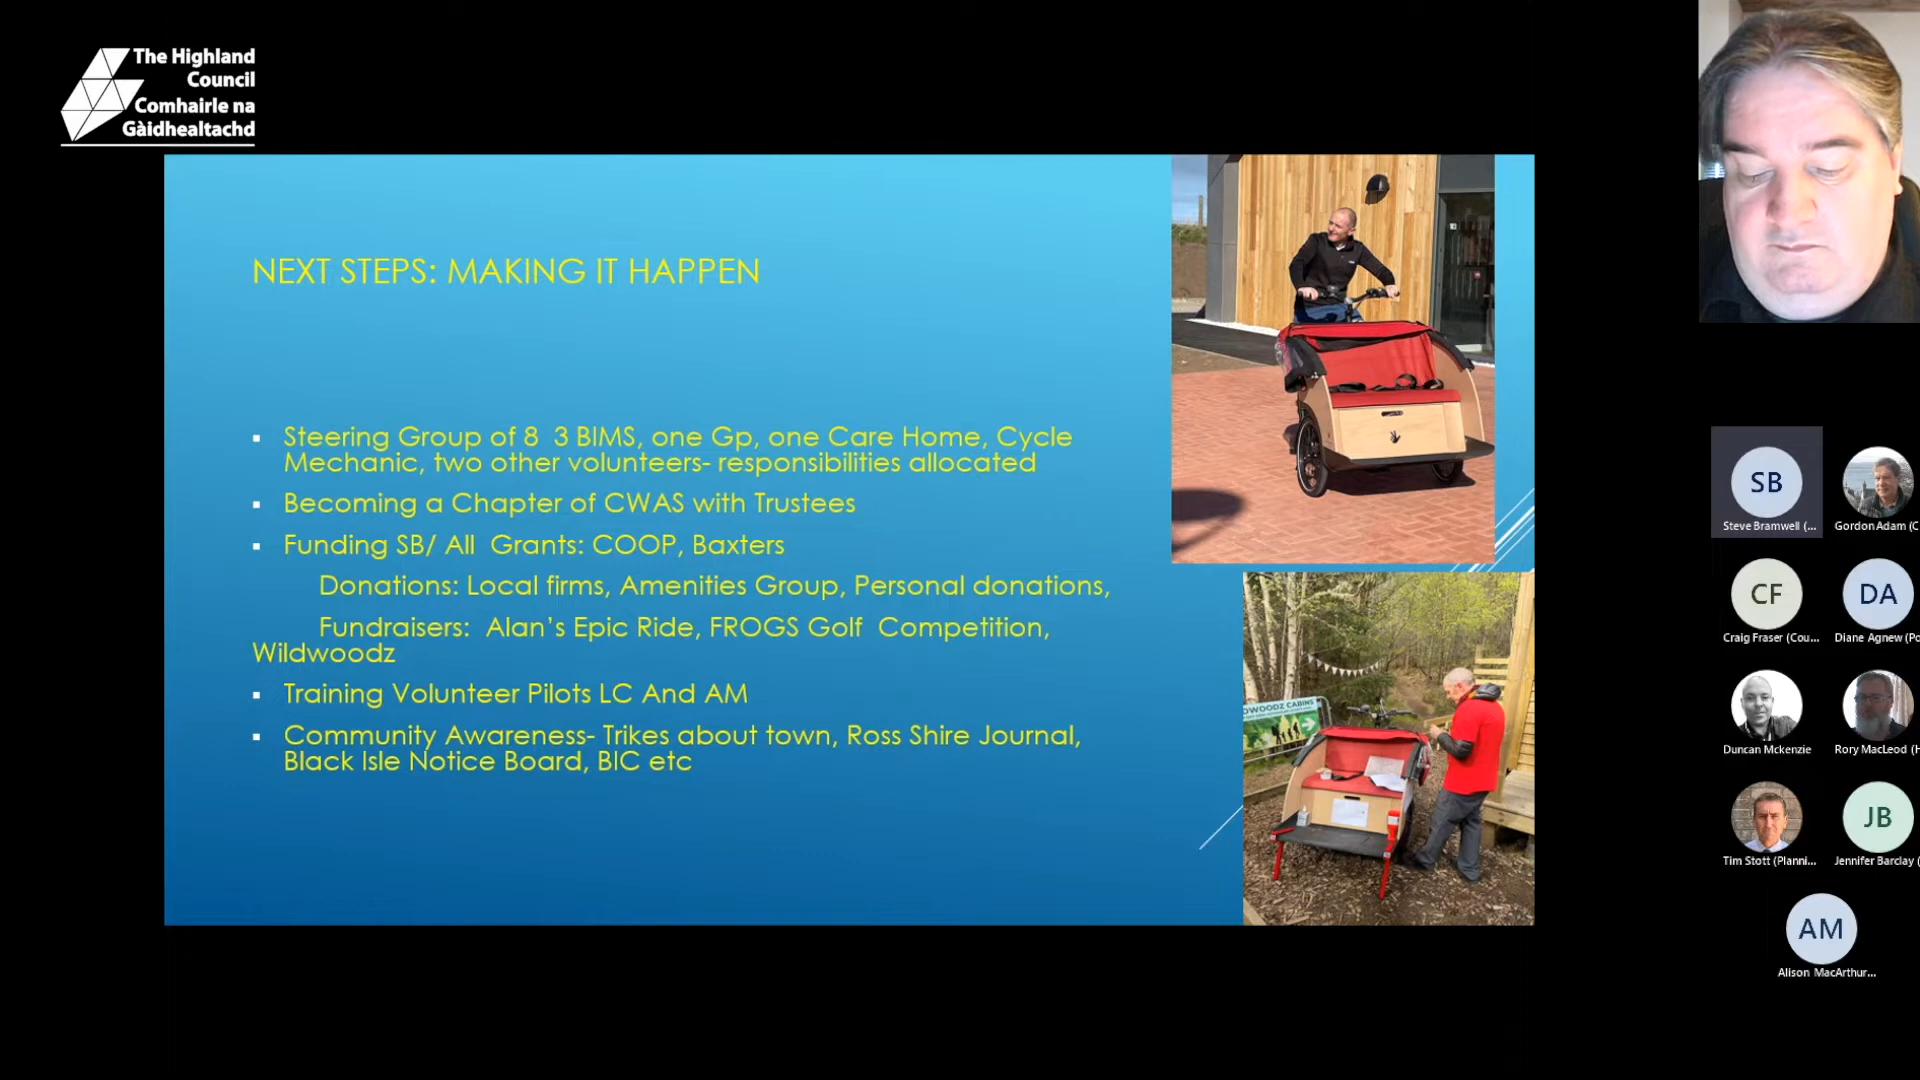 The Highland
Council
Comhairle na
Gàidhealtachd
NEXT STEPS: MAKING IT HAPPEN
Steering Group of 8 3 BIMS, one Gp, one Care Home, Cycle
Mechanic, two other volunteers- responsibilities allocated
Becoming a Chapter of CWAS with Trustees
Funding SB/ All Grants: COOP, Baxters
Donations: Local firms, Amenities Group, Personal donations,
Fundraisers: Alan's Epic Ride, FROGS Golf Competition,
Wildwoodz
Training Volunteer Pilots LC And AM
Community Awareness- Trikes about town, Ross Shire Journal,
Black Isle Notice Board, BIC etc
DWOODZ CABINS
SB
Steve Bramwell (...
Gordon Adam (C
CF
DA
Craig Fraser (Cou...
Diane Agnew (Po
Duncan Mckenzie
Rory MacLeod (H
JB
Tim Stott (Planni...
Jennifer Barclay (
AM
Alison MacArthur...